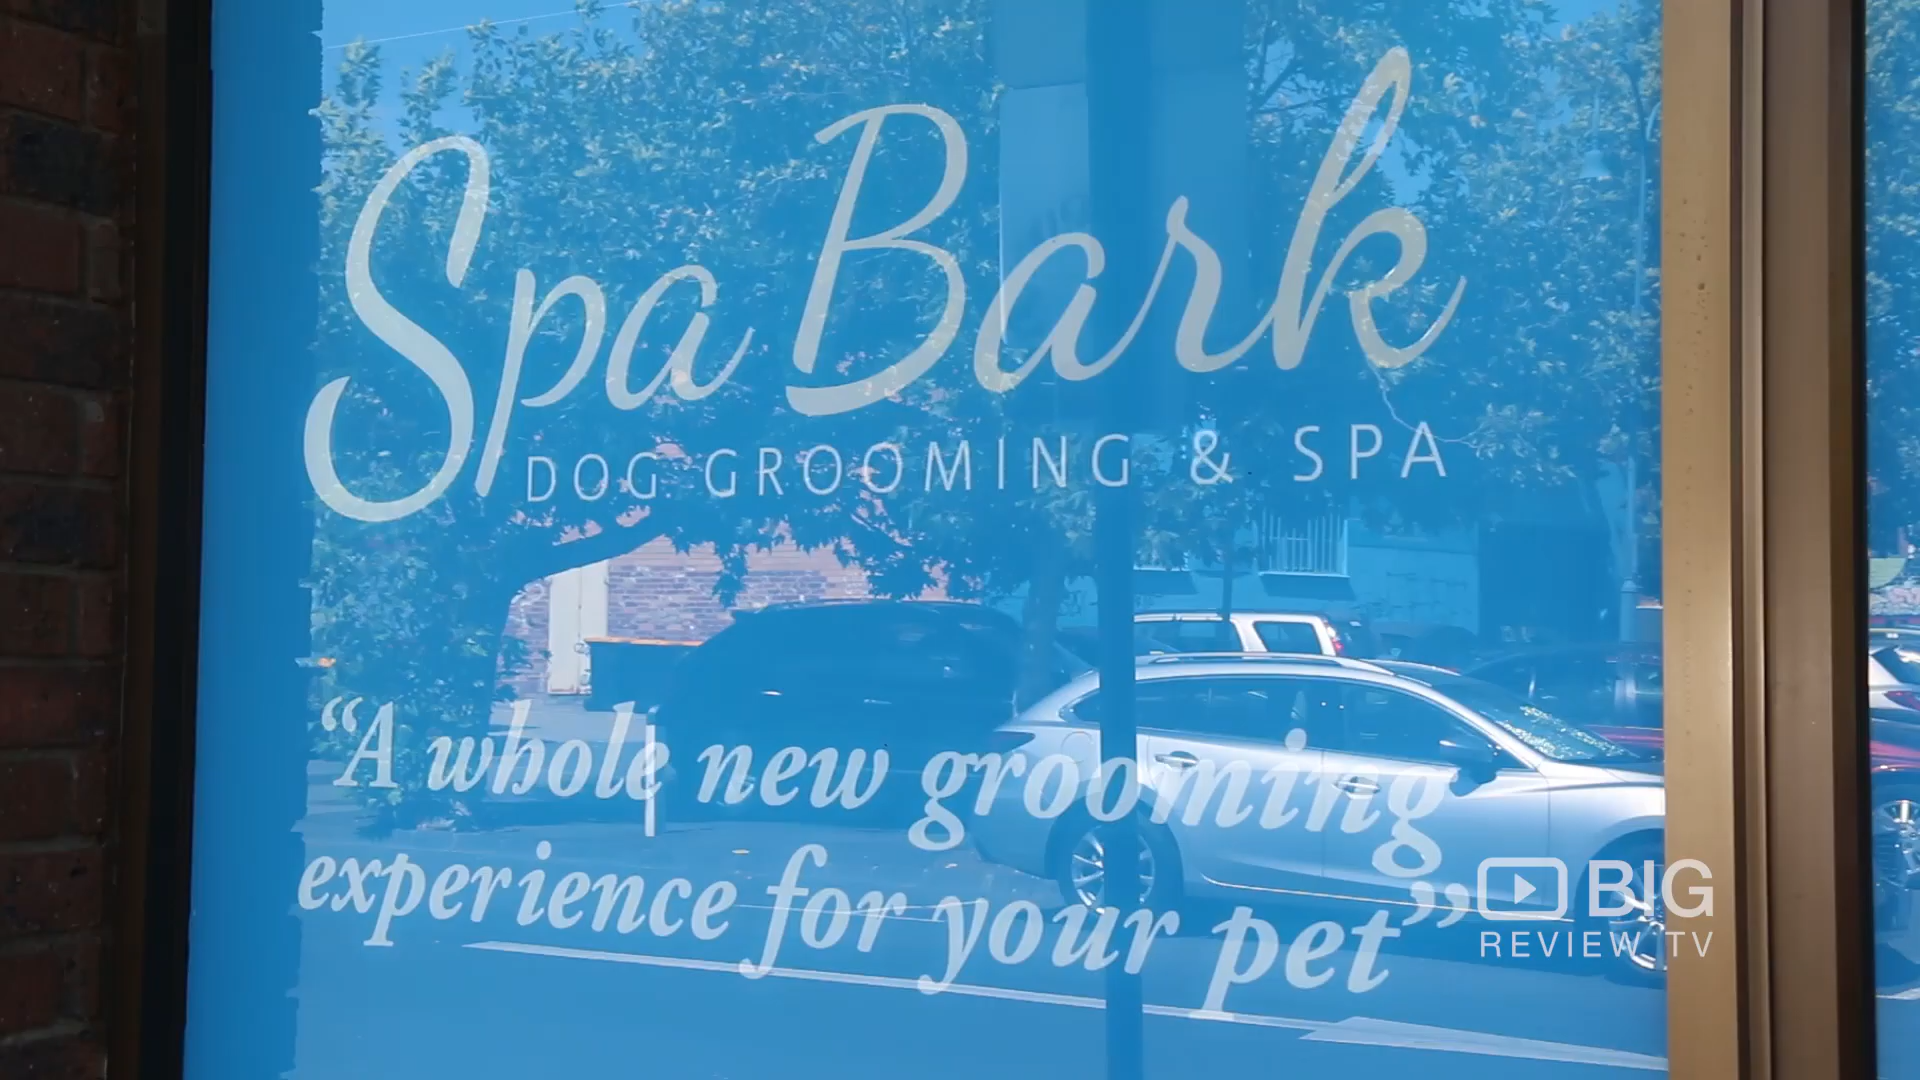 Spa Bark
DOG GROOMING & SPA
“A whole new grooming
experience for your pet”
BIG
REVIEW TV